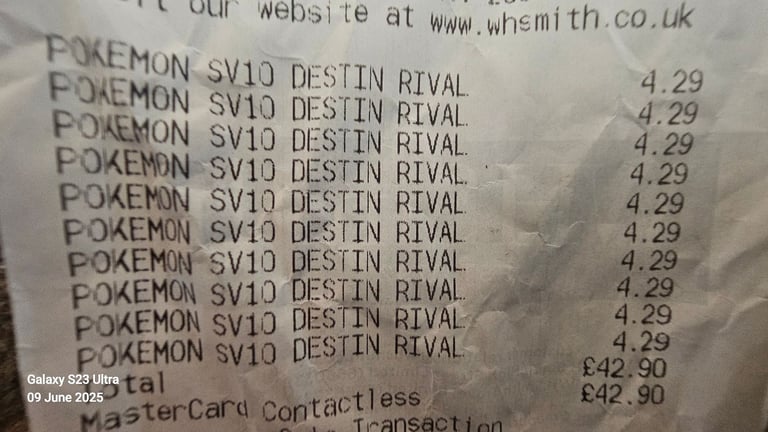 our website at www.whsmith.co.uk
POKEMON SV10 DESTIN RIVAL 4.29
POKEMON SV10 DESTIN RIVAL 4.29
POKEMON SV10 DESTIN RIVAL 4.29
POKEMON SV10 DESTIN RIVAL 4.29
POKEMON SV10 DESTIN RIVAL 4.29
POKEMON SV10 DESTIN RIVAL 4.29
POKEMON SV10 DESTIN RIVAL 4.29
POKEMON SV10 DESTIN RIVAL 4.29
POKEMON SV10 DESTIN RIVAL 4.29
POKEMON SV10 DESTIN RIVAL 4.29
Total £42.90
MasterCard Contactless £42.90
Transaction
Galaxy S23 Ultra
09 June 2025